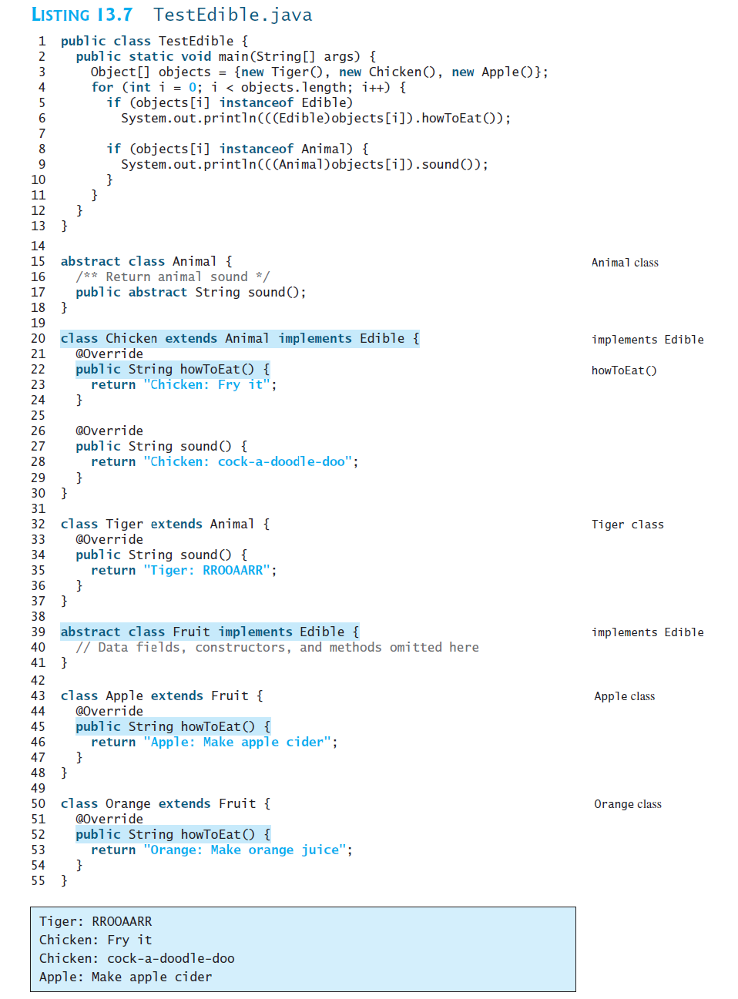 LISTING 13.7 TestEdible.java
1 public class TestEdible {
2 public static void main(String[] args) {
3 Object[] objects = {new Tiger(), new Chicken(), new Apple()};
4 for (int i = 0; i < objects.length; i++) {
5 if (objects[i] instanceof Edible)
6 System.out.println(((Edible)objects[i]).howToEat());
7
8 if (objects[i] instanceof Animal) {
9 System.out.println(((Animal)objects[i]).sound());
10 }
11 }
12 }
13 }
14
15 abstract class Animal { Animal class
16 /** Return animal sound */
17 public abstract String sound();
18 }
19
20 class Chicken extends Animal implements Edible { implements Edible
21 @Override
22 public String howToEat() { howToEat()
23 return "Chicken: Fry it";
24 }
25
26 @Override
27 public String sound() {
28 return "Chicken: cock-a-doodle-doo";
29 }
30 }
31
32 class Tiger extends Animal { Tiger class
33 @Override
34 public String sound() {
35 return "Tiger: RROOAARR";
36 }
37 }
38
39 abstract class Fruit implements Edible { implements Edible
40 // Data fields, constructors, and methods omitted here
41 }
42
43 class Apple extends Fruit { Apple class
44 @Override
45 public String howToEat() {
46 return "Apple: Make apple cider";
47 }
48 }
49
50 class Orange extends Fruit { Orange class
51 @Override
52 public String howToEat() {
53 return "Orange: Make orange juice";
54 }
55 }
Tiger: RROOAARR
Chicken: Fry it
Chicken: cock-a-doodle-doo
Apple: Make apple cider